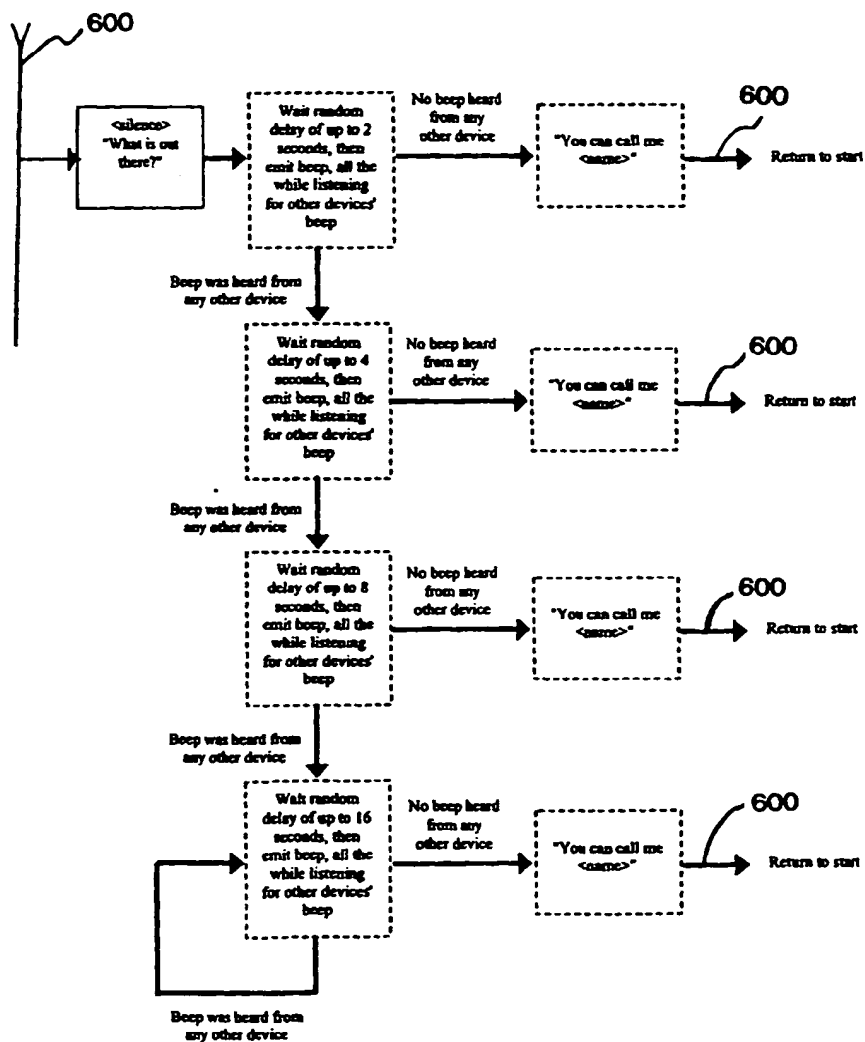 600
<silence>
"What is out
there?"
Wait random
delay of up to 2
seconds, then
emit beep, all the
while listening
for other devices'
beep
No beep heard
from any
other device
"You can call me
<name>"
600
Return to start
Beep was heard from
any other device
Wait random
delay of up to 4
seconds, then
emit beep, all the
while listening
for other devices'
beep
No beep heard
from any
other device
"You can call me
<name>"
600
Return to start
Beep was heard from
any other device
Wait random
delay of up to 8
seconds, then
emit beep, all the
while listening
for other devices'
beep
No beep heard
from any
other device
"You can call me
<name>"
600
Return to start
Beep was heard from
any other device
Wait random
delay of up to 16
seconds, then
emit beep, all the
while listening
for other devices'
beep
No beep heard
from any
other device
"You can call me
<name>"
600
Return to start
Beep was heard from
any other device